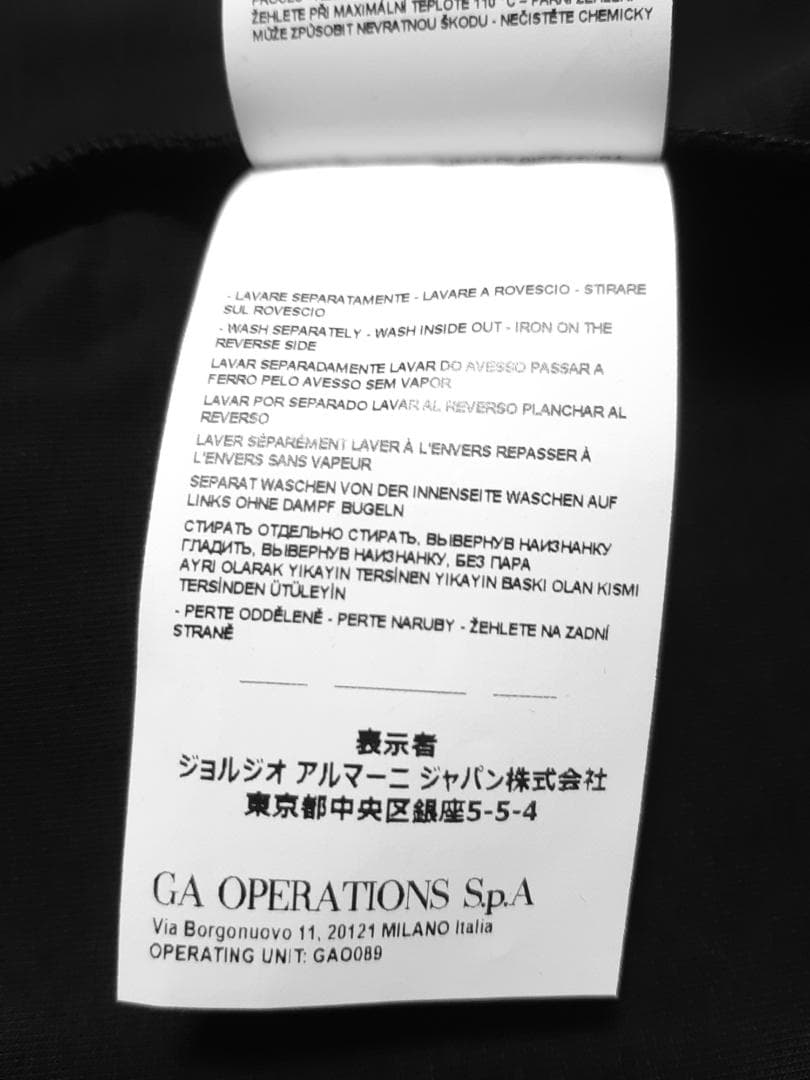 ŽEHLETE PŘI MAXIMÁLNÍ TEPLOTĚ 110 °C –
MŮŽE ZPŮSOBIT NEVRATNOU ŠKODU - NEČISTĚTE CHEMICKY
- LAVARE SEPARATAMENTE - LAVARE A ROVESCIO - STIRARE
SUL ROVESCIO
- WASH SEPARATELY - WASH INSIDE OUT - IRON ON THE
REVERSE SIDE
LAVAR SEPARADAMENTE LAVAR DO AVESSO PASSAR A
FERRO PELO AVESSO SEM VAPOR
LAVAR POR SEPARADO LAVAR AL REVERSO PLANCHAR AL
REVERSO
LAVER SÉPARÉMENT LAVER À L'ENVERS REPASSER À
L'ENVERS SANS VAPEUR
SEPARAT WASCHEN VON DER INNENSEITE WASCHEN AUF
LINKS OHNE DAMPF BUGELN
СТИРАТЬ ОТДЕЛЬНО СТИРАТЬ, ВЫВЕРНУВ НАИЗНАНКУ
ГЛАДИТЬ, ВЫВЕРНУВ НАИЗНАНКУ, БЕЗ ПАРА
AYRI OLARAK YIKAYIN TERSİNEN YIKAYIN BASKI OLAN KISMI
TERSİNDEN ÜTÜLEYİN
- PERTE ODDĚLENĚ - PERTE NARUBY - ŽEHLETE NA ZADNÍ
STRANĚ
表示者
ジョルジオ アルマーニ ジャパン株式会社
東京都中央区銀座5-5-4
GA OPERATIONS S.p.A
Via Borgonuovo 11, 20121 MILANO Italia
OPERATING UNIT: GAO089